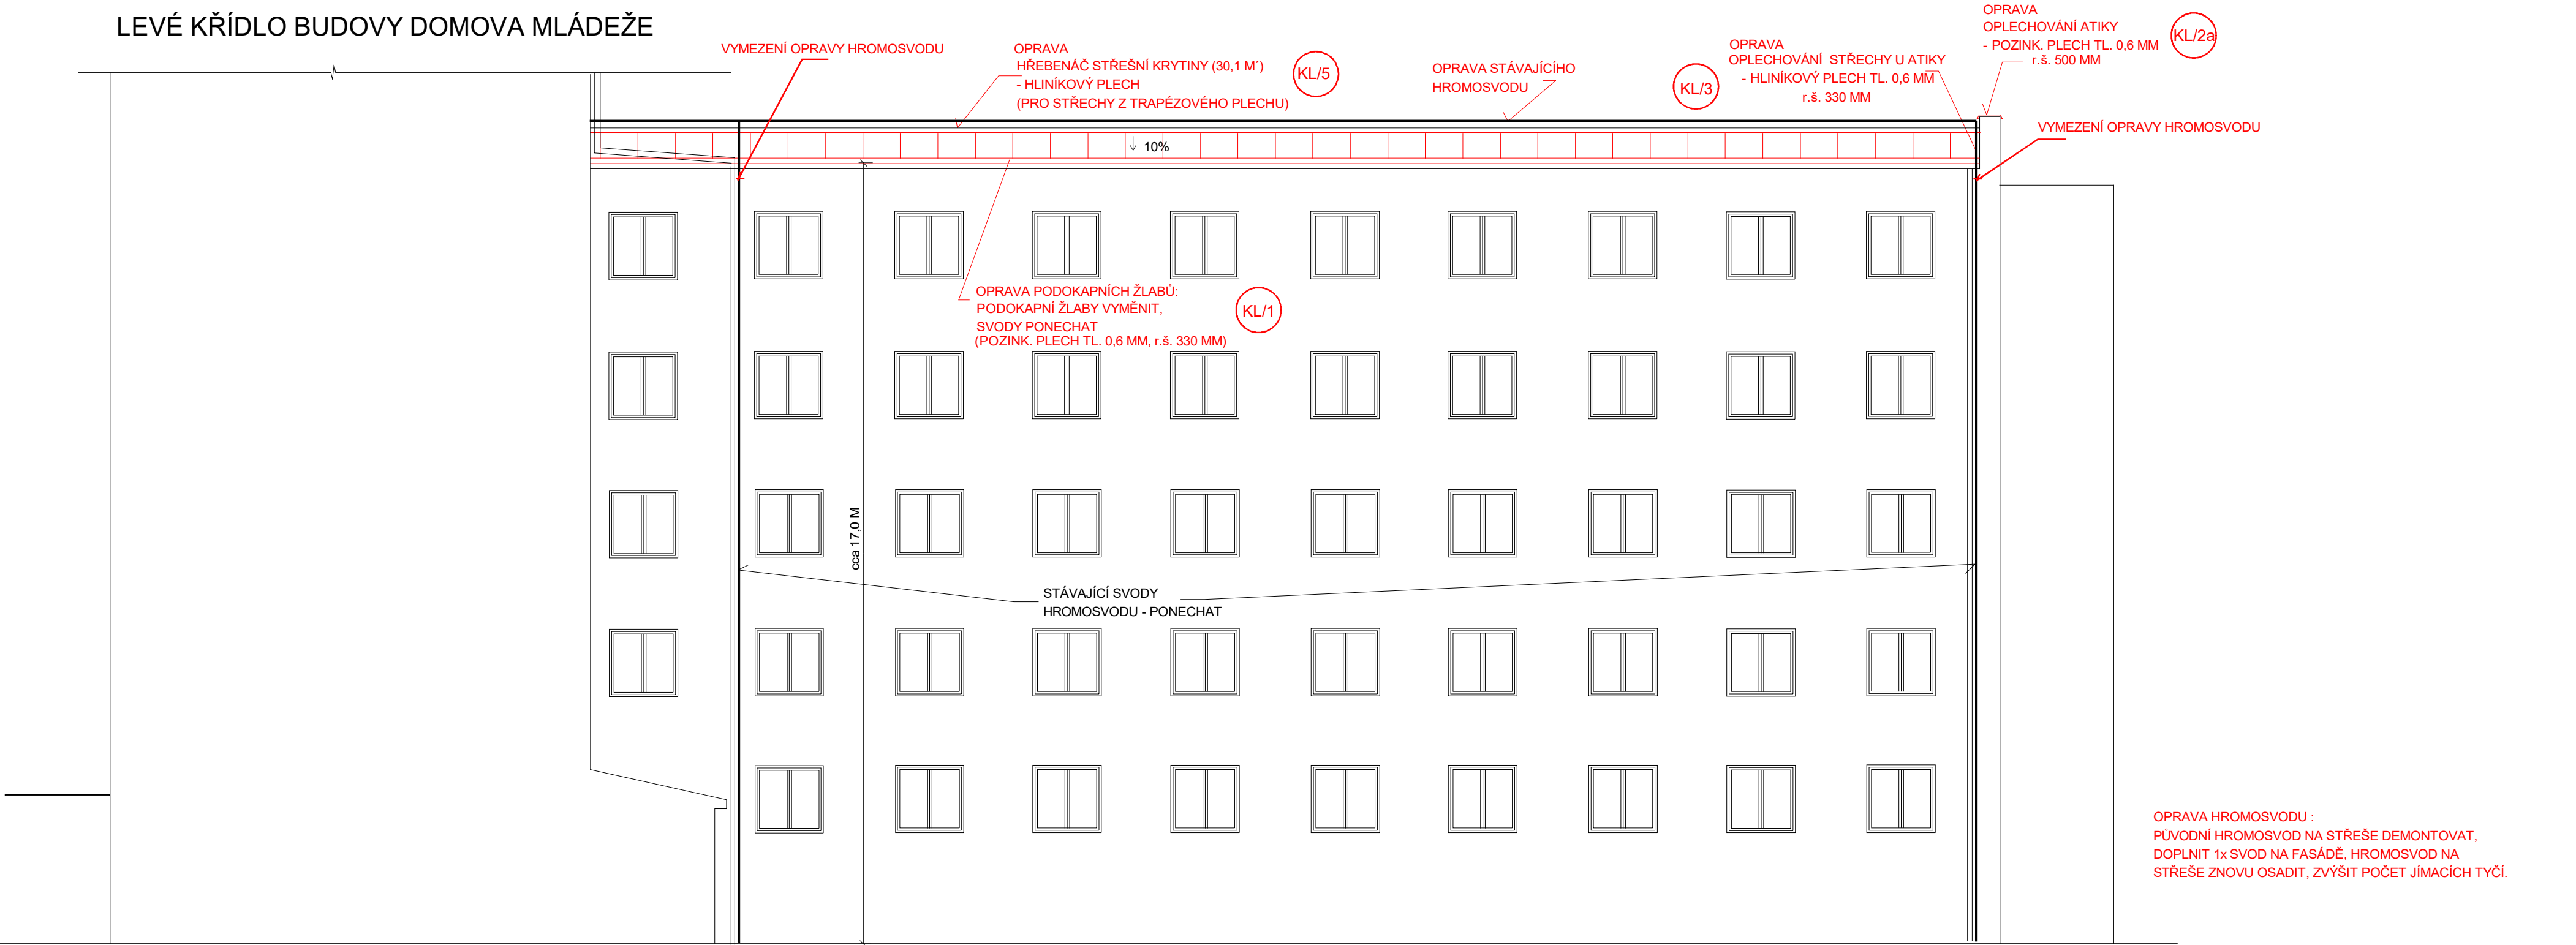 LEVÉ KŘÍDLO BUDOVY DOMOVA MLÁDEŽE
VYMEZENÍ OPRAVY HROMOSVODU
OPRAVA
HŘEBENÁČ STŘEŠNÍ KRYTINY (30,1 M´)
- HLINÍKOVÝ PLECH
(PRO STŘECHY Z TRAPÉZOVÉHO PLECHU)
KL/5
OPRAVA STÁVAJÍCÍHO
HROMOSVODU
KL/3
OPRAVA
OPLECHOVÁNÍ STŘECHY U ATIKY
- HLINÍKOVÝ PLECH TL. 0,6 MM
r.š. 330 MM
OPRAVA
OPLECHOVÁNÍ ATIKY
- POZINK. PLECH TL. 0,6 MM
r.š. 500 MM
KL/2a
VYMEZENÍ OPRAVY HROMOSVODU
10%
OPRAVA PODOKAPNÍCH ŽLABŮ:
PODOKAPNÍ ŽLABY VYMĚNIT,
SVODY PONECHAT
(POZINK. PLECH TL. 0,6 MM, r.š. 330 MM)
KL/1
cca 17,0 M
STÁVAJÍCÍ SVODY
HROMOSVODU - PONECHAT
OPRAVA HROMOSVODU :
PŮVODNÍ HROMOSVOD NA STŘEŠE DEMONTOVAT,
DOPLNIT 1x SVOD NA FASÁDĚ, HROMOSVOD NA
STŘEŠE ZNOVU OSADIT, ZVÝŠIT POČET JÍMACÍCH TYČÍ.